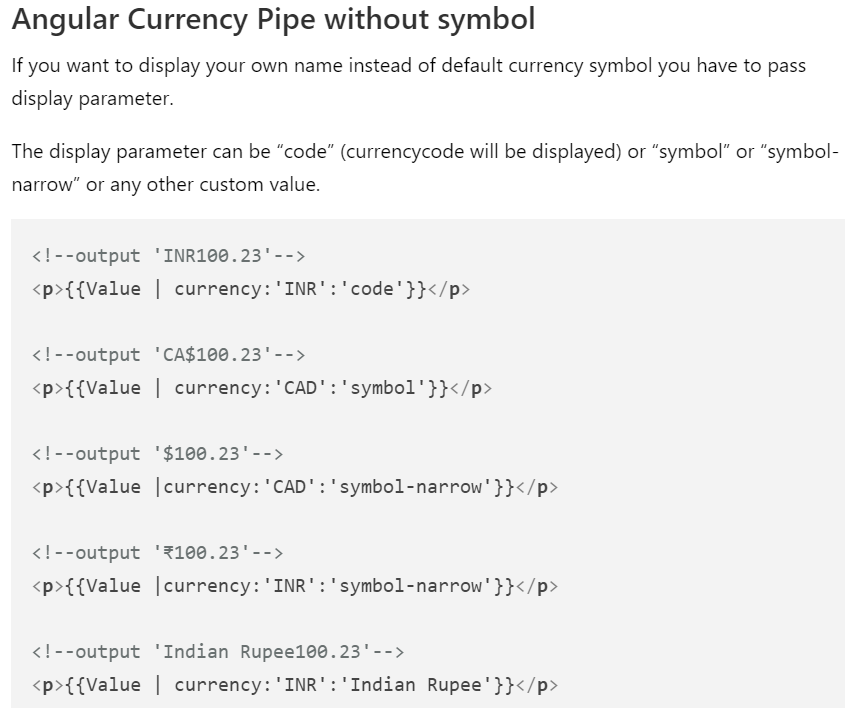 Angular Currency Pipe without symbol
If you want to display your own name instead of default currency symbol you have to pass
display parameter.
The display parameter can be “code” (currencycode will be displayed) or “symbol” or “symbol-
narrow” or any other custom value.
<!--output 'INR100.23'-->
<p>{{Value | currency:'INR':'code'}}</p>
<!--output 'CA$100.23'-->
<p>{{Value | currency:'CAD':'symbol'}}</p>
<!--output '$100.23'-->
<p>{{Value |currency:'CAD':'symbol-narrow'}}</p>
<!--output '₹100.23'-->
<p>{{Value |currency:'INR':'symbol-narrow'}}</p>
<!--output 'Indian Rupee100.23'-->
<p>{{Value | currency:'INR':'Indian Rupee'}}</p>